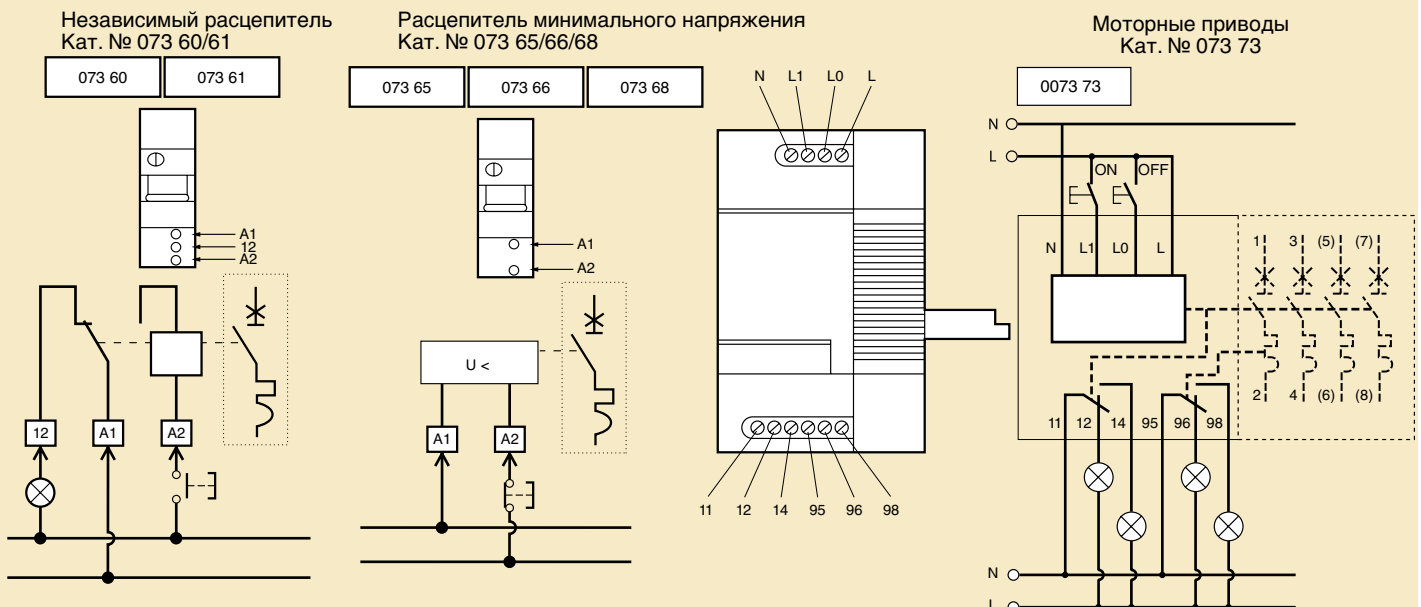 Независимый расцепитель
Кат. № 073 60/61
073 60
073 61
A1
12
A2
12
A1
A2
Расцепитель минимального напряжения
Кат. № 073 65/66/68
073 65
073 66
073 68
A1
A2
U <
A1
A2
N L1 L0 L
11 12 14 95 96 98
Моторные приводы
Кат. № 073 73
0073 73
N
L
ON OFF
N L1 L0 L
1 3 (5) (7)
2 4 (6) (8)
11 12 14 95 96 98
N
L